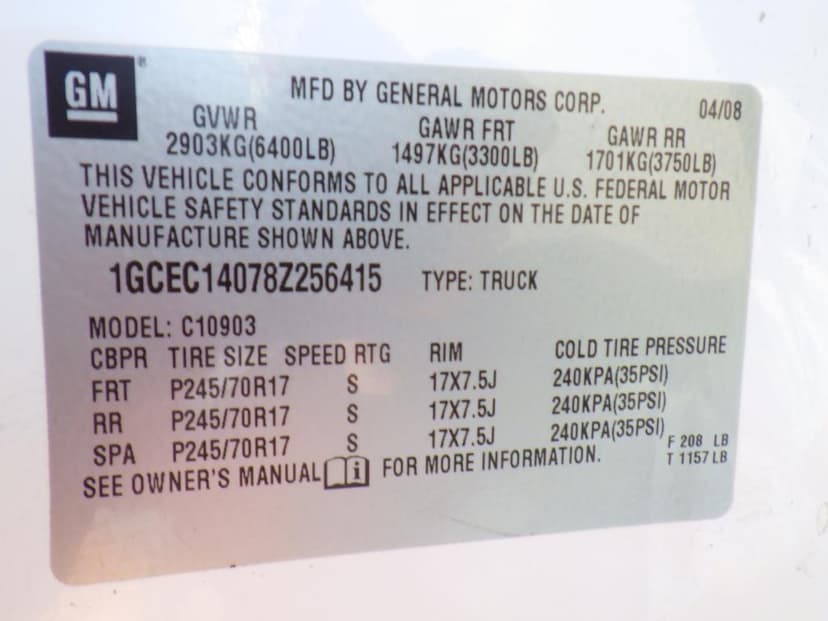 GM®
MFD BY GENERAL MOTORS CORP. 04/08
GVWR GAWR FRT GAWR RR
2903KG(6400LB) 1497KG(3300LB) 1701KG(3750LB)
THIS VEHICLE CONFORMS TO ALL APPLICABLE U.S. FEDERAL MOTOR
VEHICLE SAFETY STANDARDS IN EFFECT ON THE DATE OF
MANUFACTURE SHOWN ABOVE.
1GCEC14078Z256415 TYPE: TRUCK
MODEL: C10903
CBPR TIRE SIZE SPEED RTG RIM COLD TIRE PRESSURE
FRT P245/70R17 S 17X7.5J 240KPA(35PSI)
RR P245/70R17 S 17X7.5J 240KPA(35PSI)
SPA P245/70R17 S 17X7.5J 240KPA(35PSI)
SEE OWNER'S MANUAL i FOR MORE INFORMATION.
F 208 LB
T 1157 LB